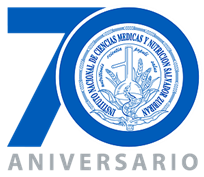 70
INSTITUTO NACIONAL DE CIENCIAS MEDICAS Y NUTRICION SALVADOR ZUBIRAN
ANIVERSARIO